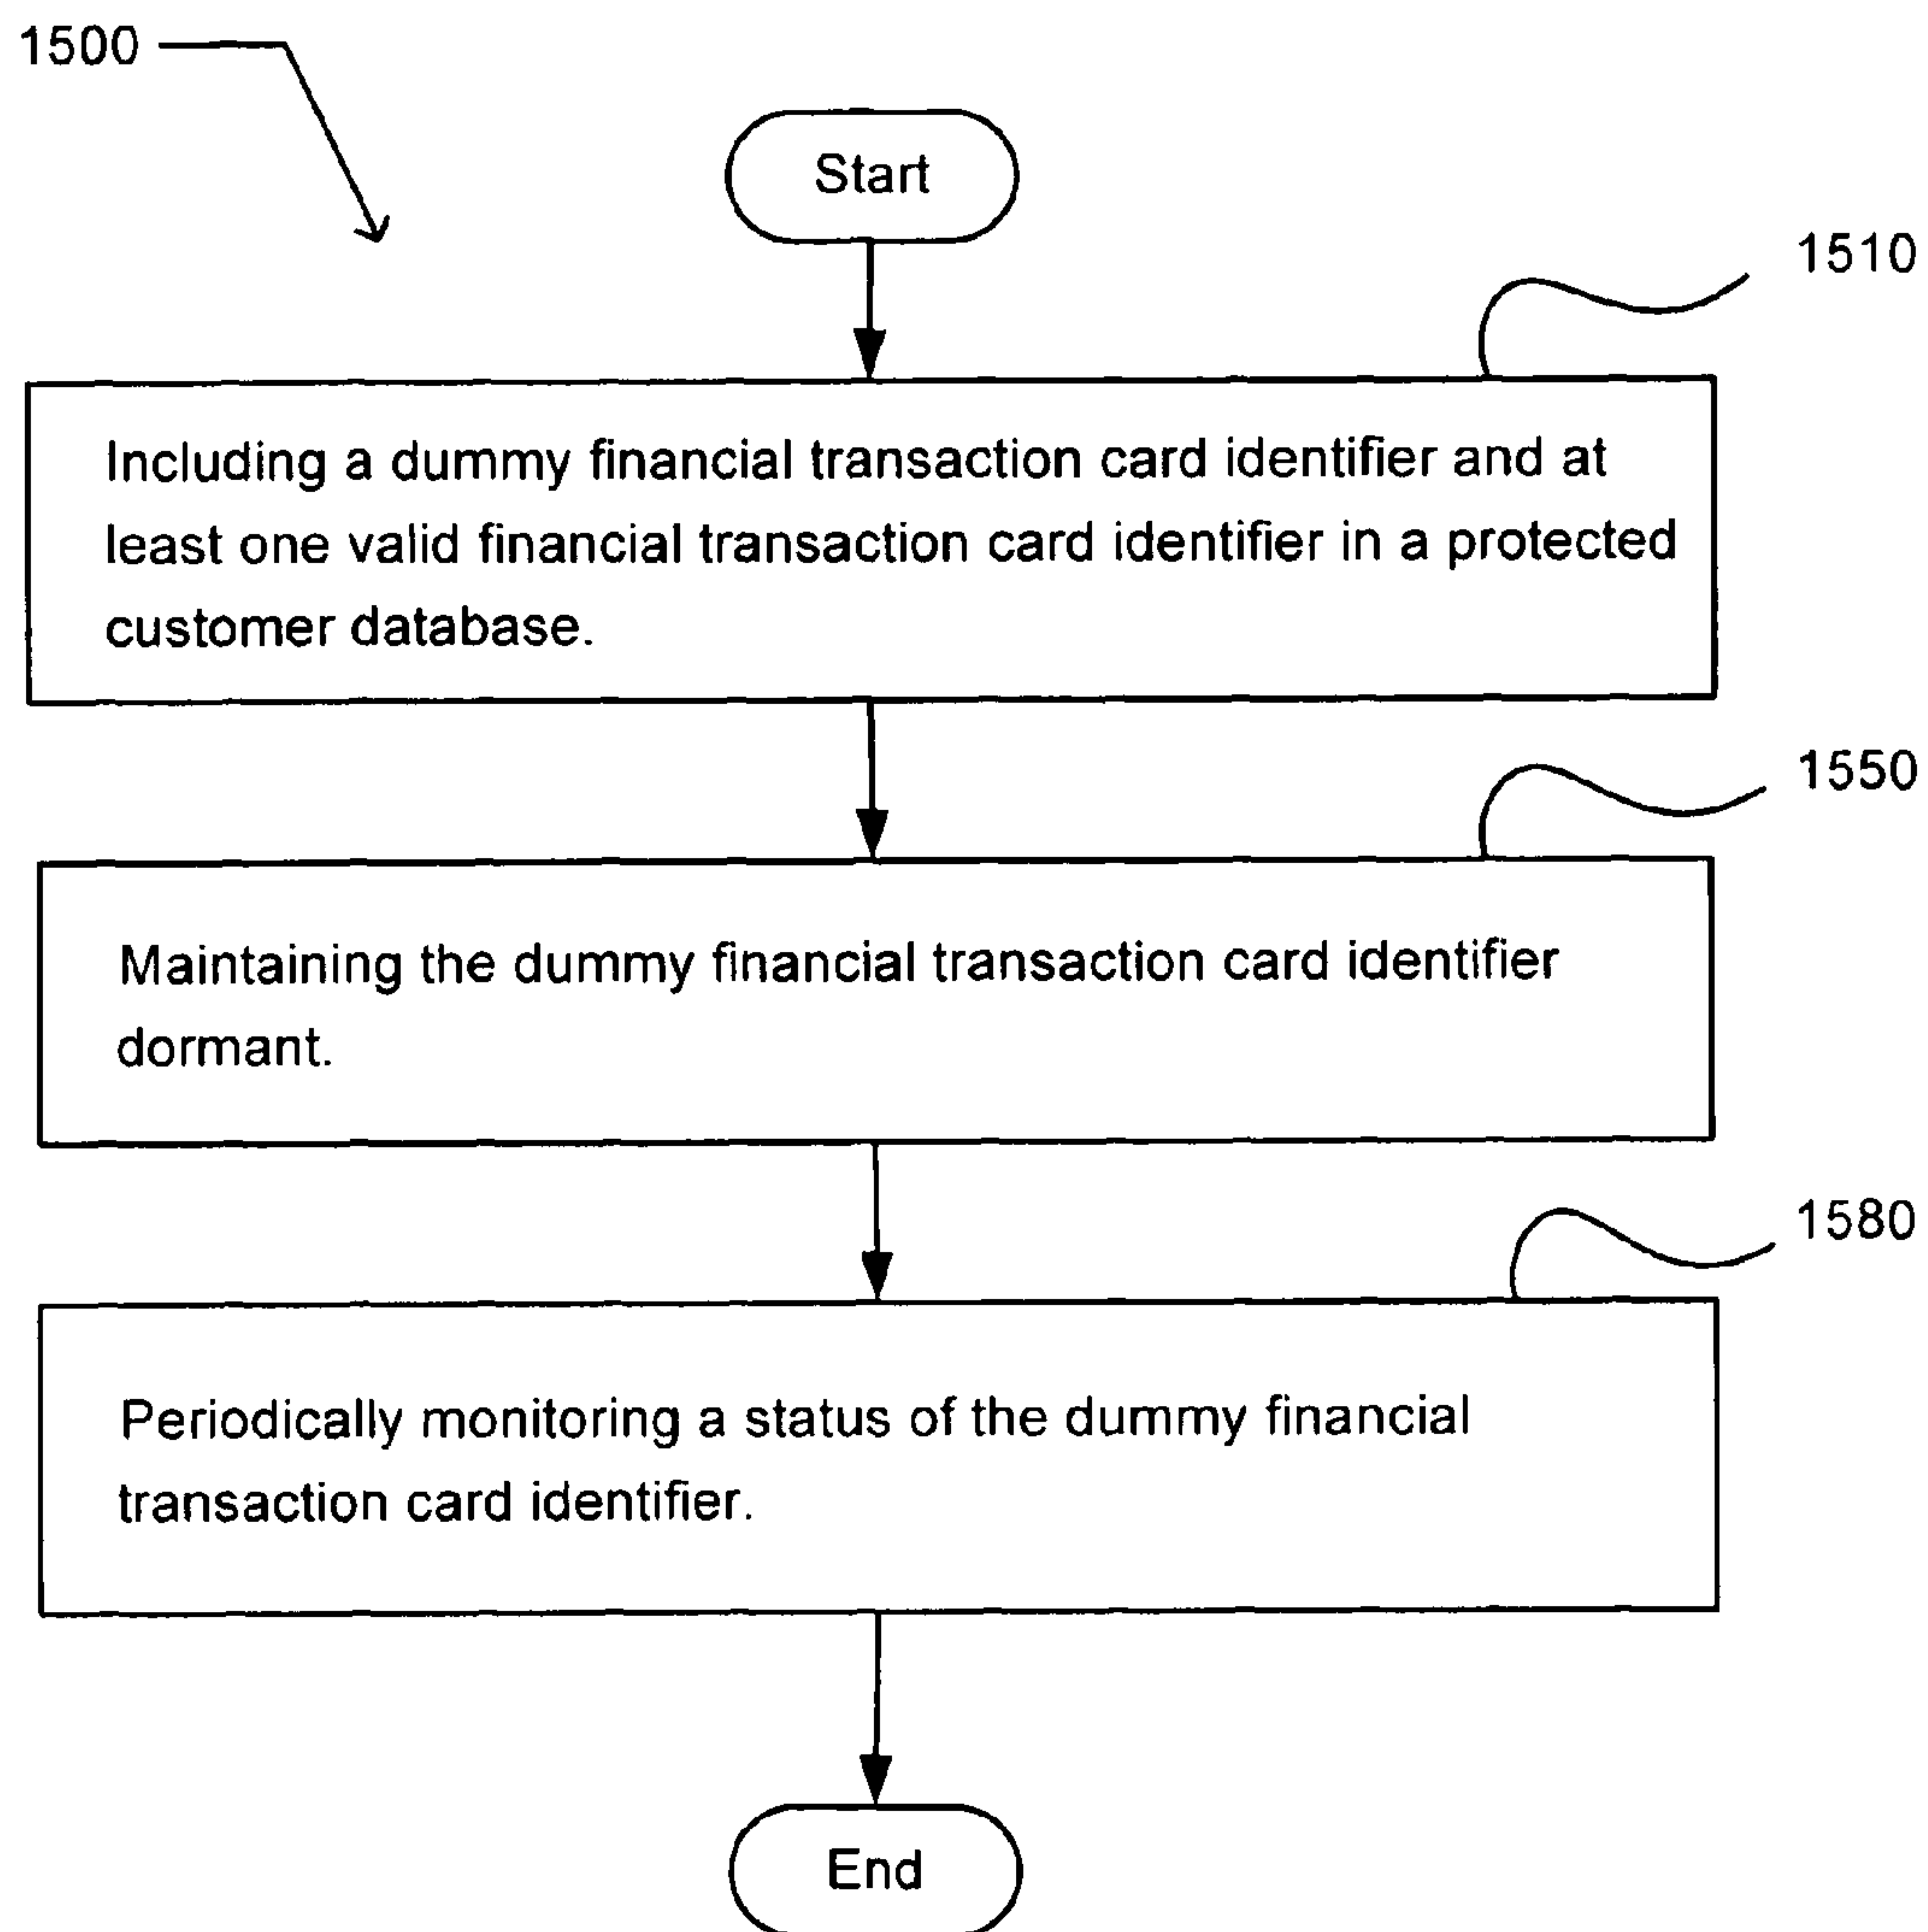 1500
Start
1510
Including a dummy financial transaction card identifier and at
least one valid financial transaction card identifier in a protected
customer database.
1550
Maintaining the dummy financial transaction card identifier
dormant.
1580
Periodically monitoring a status of the dummy financial
transaction card identifier.
End